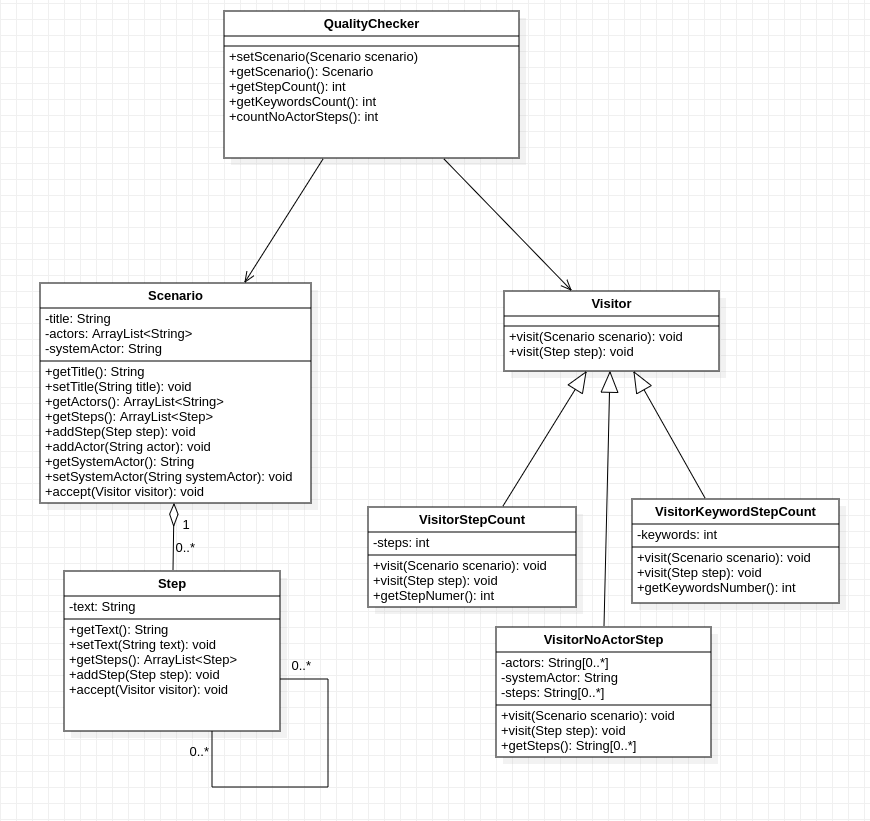 QualityChecker
+setScenario(Scenario scenario)
+getScenario(): Scenario
+getStepCount(): int
+getKeywordsCount(): int
+countNoActorSteps(): int
Scenario
-title: String
-actors: ArrayList<String>
-systemActor: String
+getTitle(): String
+setTitle(String title): void
+getActors(): ArrayList<String>
+getSteps(): ArrayList<Step>
+addStep(Step step): void
+addActor(String actor): void
+getSystemActor(): String
+setSystemActor(String systemActor): void
+accept(Visitor visitor): void
Visitor
+visit(Scenario scenario): void
+visit(Step step): void
1
0..*
Step
-text: String
+getText(): String
+setText(String text): void
+getSteps(): ArrayList<Step>
+addStep(Step step): void
+accept(Visitor visitor): void
0..*
0..*
VisitorStepCount
-steps: int
+visit(Scenario scenario): void
+visit(Step step): void
+getStepNumer(): int
VisitorKeywordStepCount
-keywords: int
+visit(Scenario scenario): void
+visit(Step step): void
+getKeywordsNumber(): int
VisitorNoActorStep
-actors: String[0..*]
-systemActor: String
-steps: String[0..*]
+visit(Scenario scenario): void
+visit(Step step): void
+getSteps(): String[0..*]